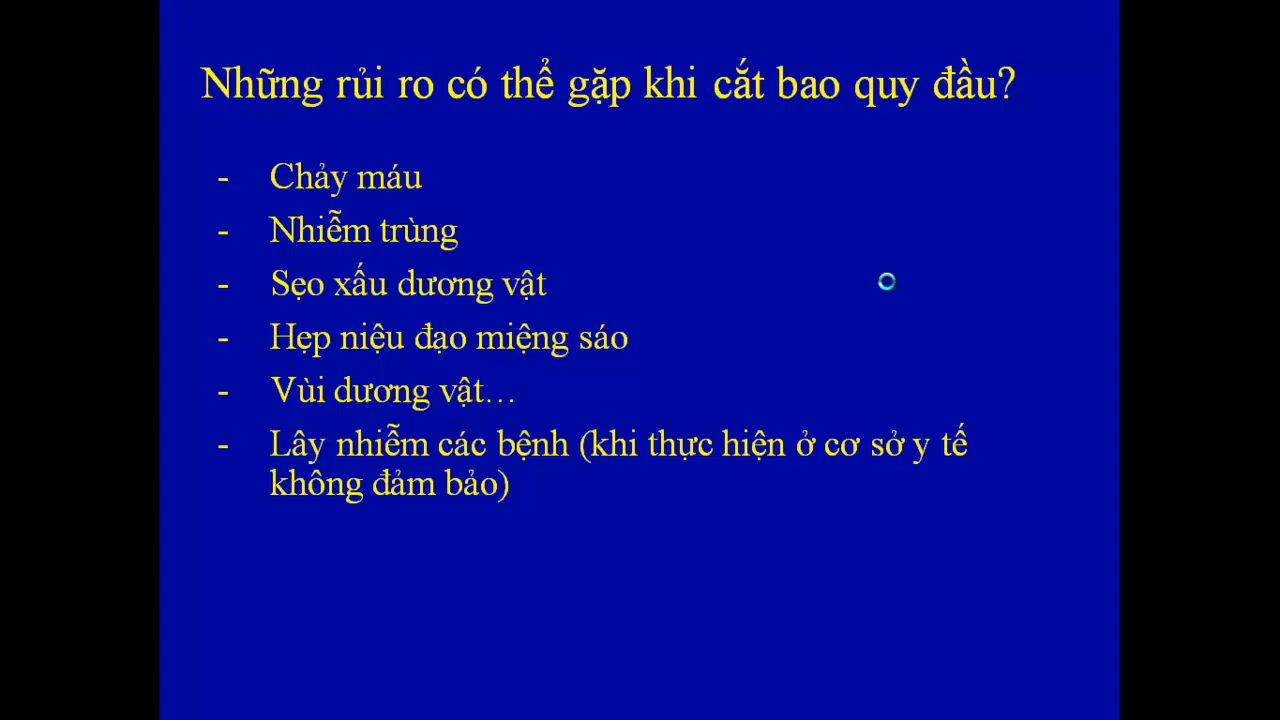 Những rủi ro có thể gặp khi cắt bao quy đầu?
- Chảy máu
- Nhiễm trùng
- Sẹo xấu dương vật
- Hẹp niệu đạo miệng sáo
- Vùi dương vật…
- Lây nhiễm các bệnh (khi thực hiện ở cơ sở y tế
không đảm bảo)